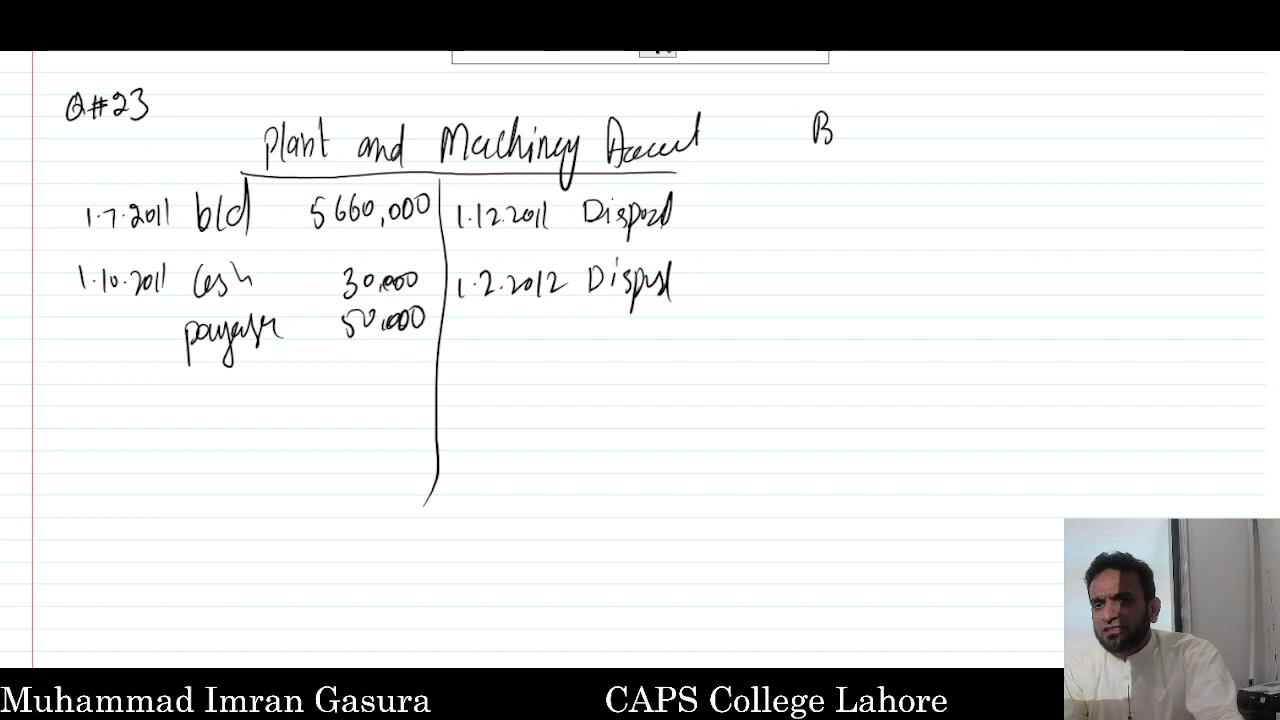 Q#23
Plant and Machinery Account B
1.7.2011 b/d 5660,000 1.12.2011 Disposal
1.10.2011 Cash 30,000 1.2.2012 Disposal
payable 50,000
Muhammad Imran Gasura CAPS College Lahore